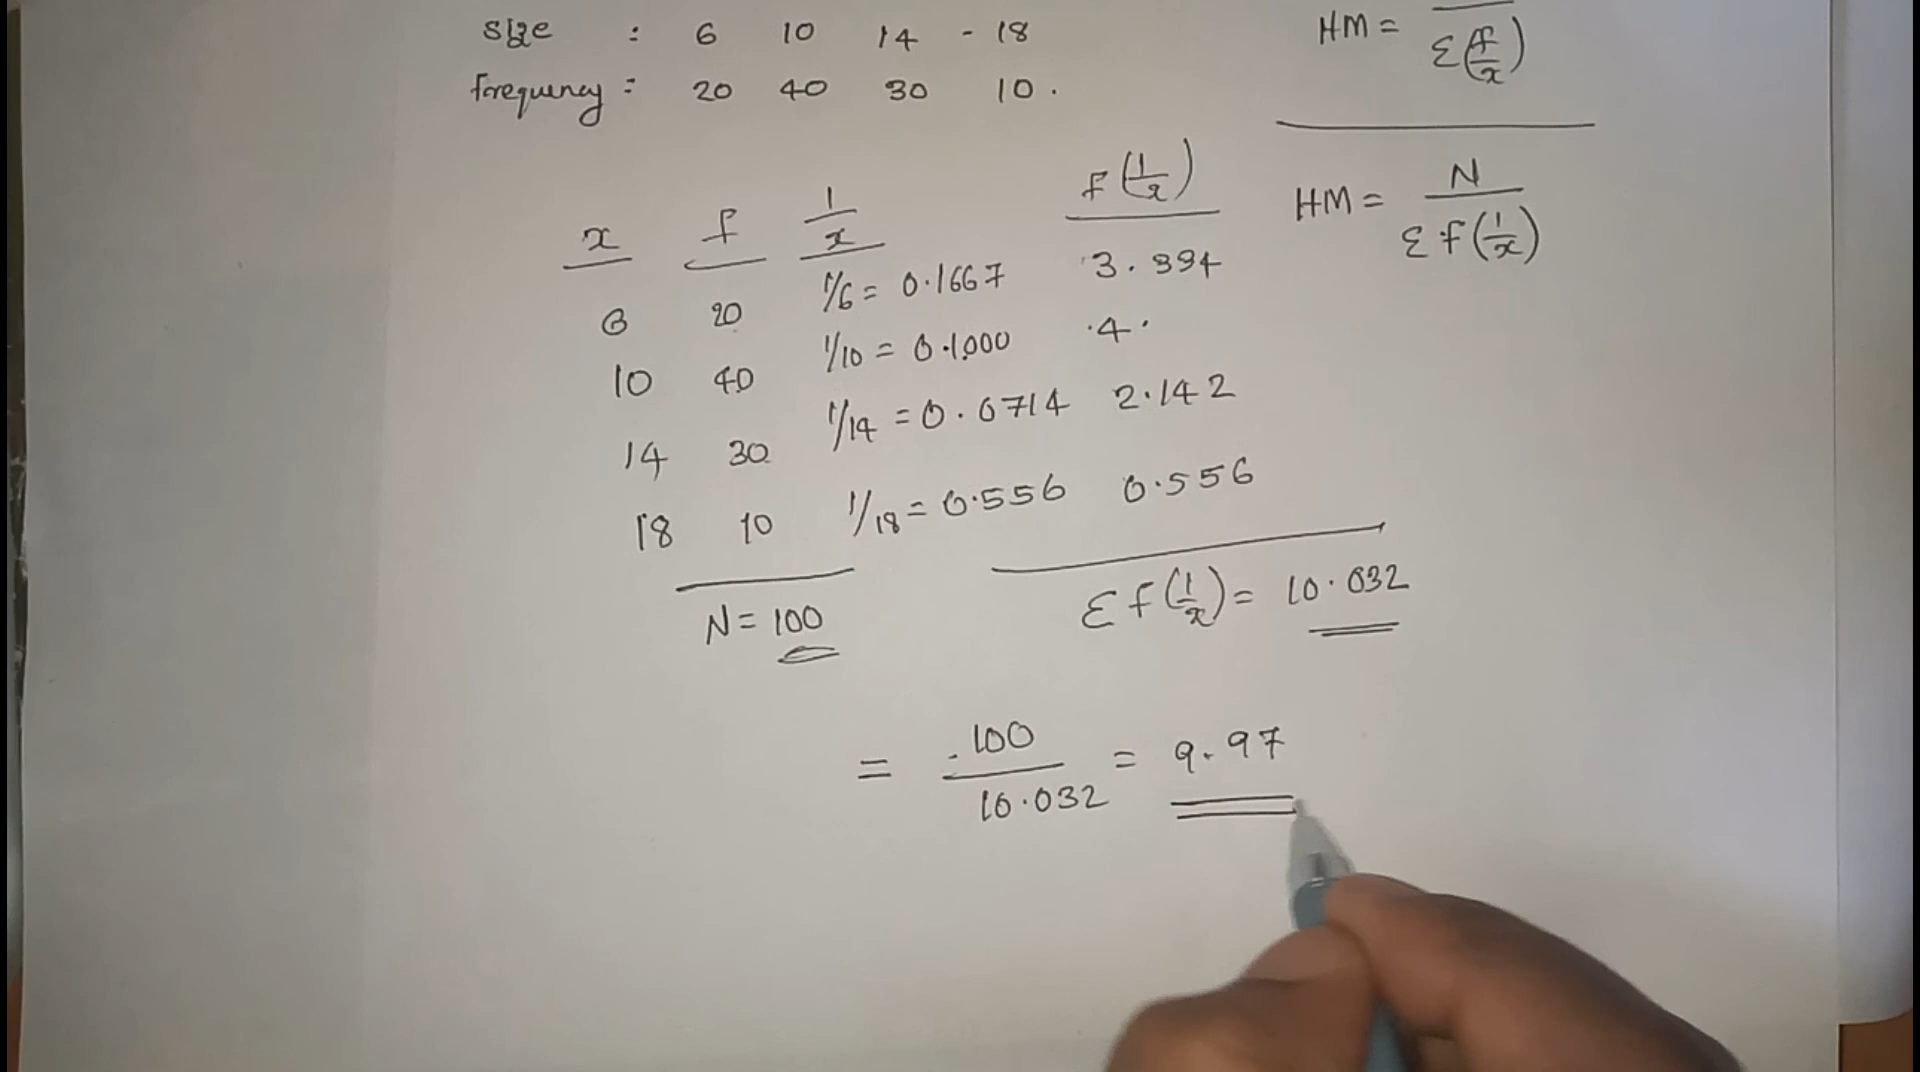 size : 6 10 14 - 18
frequency : 20 40 30 10 .
HM = Σ(f/x)
x f 1/x f(1/x)
6 20 1/6 = 0.1667 3.334
10 40 1/10 = 0.1000 4.
14 30 1/14 = 0.0714 2.142
18 10 1/18 = 0.556 0.556
N = 100 Σ f(1/x) = 10.032
HM = N / Σ f(1/x)
= 100 / 10.032 = 9.97